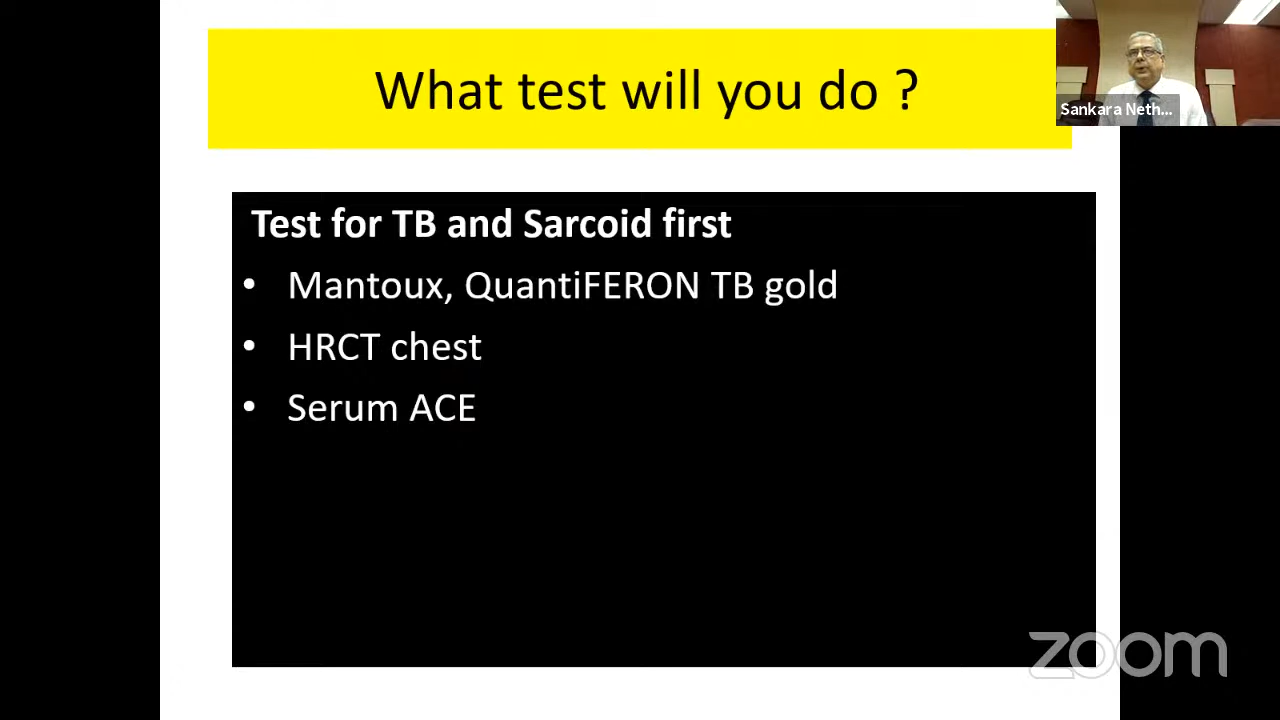 What test will you do ?
Sankara Neth...
Test for TB and Sarcoid first
• Mantoux, QuantiFERON TB gold
• HRCT chest
• Serum ACE
zoom